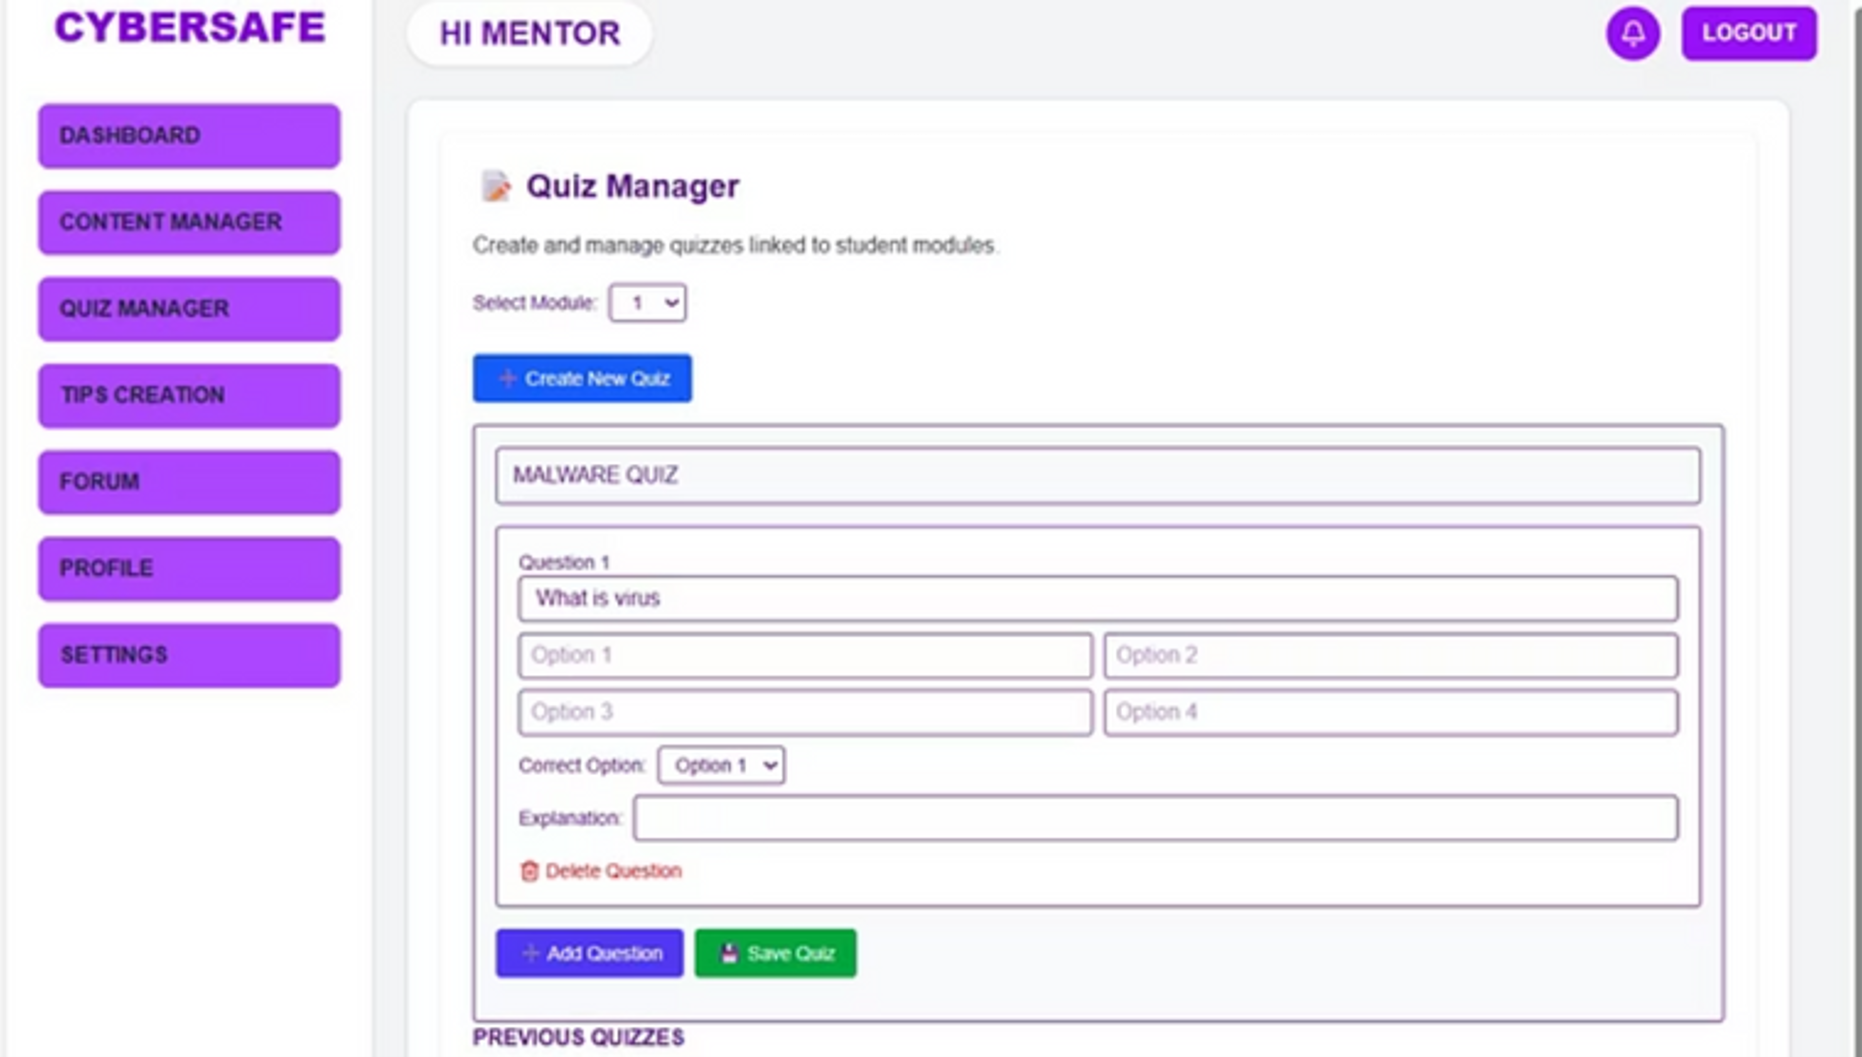 CYBERSAFE
HI MENTOR
LOGOUT
DASHBOARD
CONTENT MANAGER
QUIZ MANAGER
TIPS CREATION
FORUM
PROFILE
SETTINGS
Quiz Manager
Create and manage quizzes linked to student modules.
Select Module: 1
Create New Quiz
MALWARE QUIZ
Question 1
What is virus
Option 1 Option 2
Option 3 Option 4
Correct Option: Option 1
Explanation:
Delete Question
Add Question Save Quiz
PREVIOUS QUIZZES